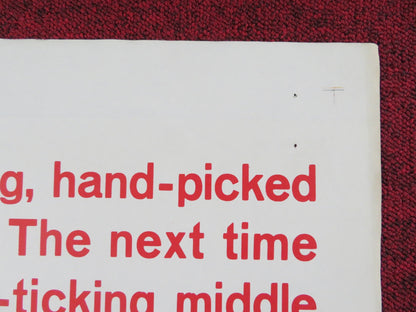 g, hand-picked
The next time
-ticking middle